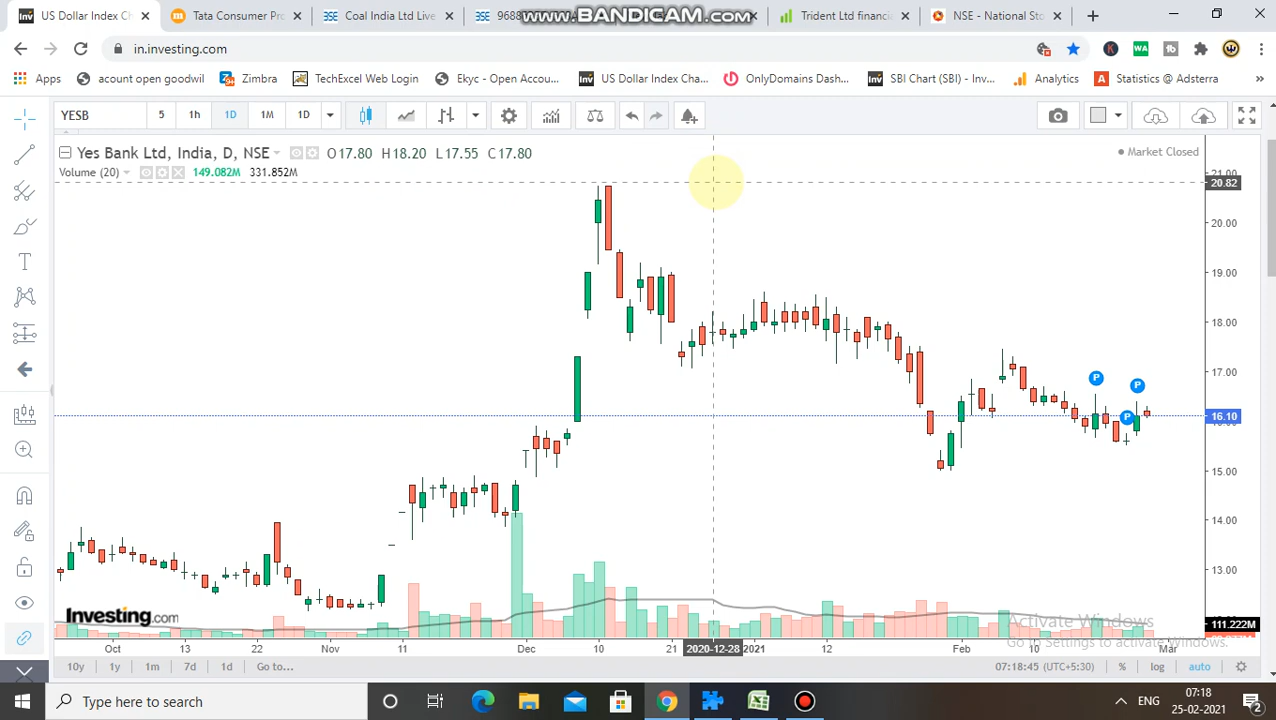 US Dollar Index Ch
Tata Consumer Pro
Coal India Ltd Live
9688
www.BANDICAM.com
Trident Ltd financia
NSE - National Sto
in.investing.com
Apps
acount open goodwil
Zimbra
TechExcel Web Login
Ekyc - Open Accou...
US Dollar Index Cha...
OnlyDomains Dash...
SBI Chart (SBI) - Inv...
Analytics
Statistics @ Adsterra
YESB
5
1h
1D
1M
1D
Yes Bank Ltd, India, D, NSE
O17.80 H18.20 L17.55 C17.80
Market Closed
Volume (20)
149.082M 331.852M
21.00
20.82
20.00
19.00
18.00
17.00
16.10
15.00
14.00
13.00
Investing.com
Activate Windows
Go to Settings to activate Windows.
111.222M
Oct
13
22
Nov
11
Dec
10
21
2020-12-28
2021
12
Feb
10
Mar
10y
1y
1m
7d
1d
Go to...
07:18:45 (UTC+5:30)
%
log
auto
Type here to search
ENG
07:18
25-02-2021
2